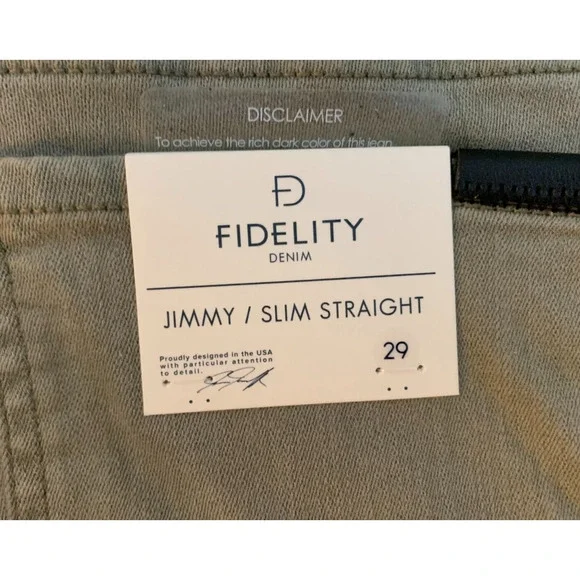 DISCLAIMER
To achieve the rich dark color of this jean
FD
FIDELITY
DENIM
JIMMY / SLIM STRAIGHT
Proudly designed in the USA
with particular attention
to detail.
29